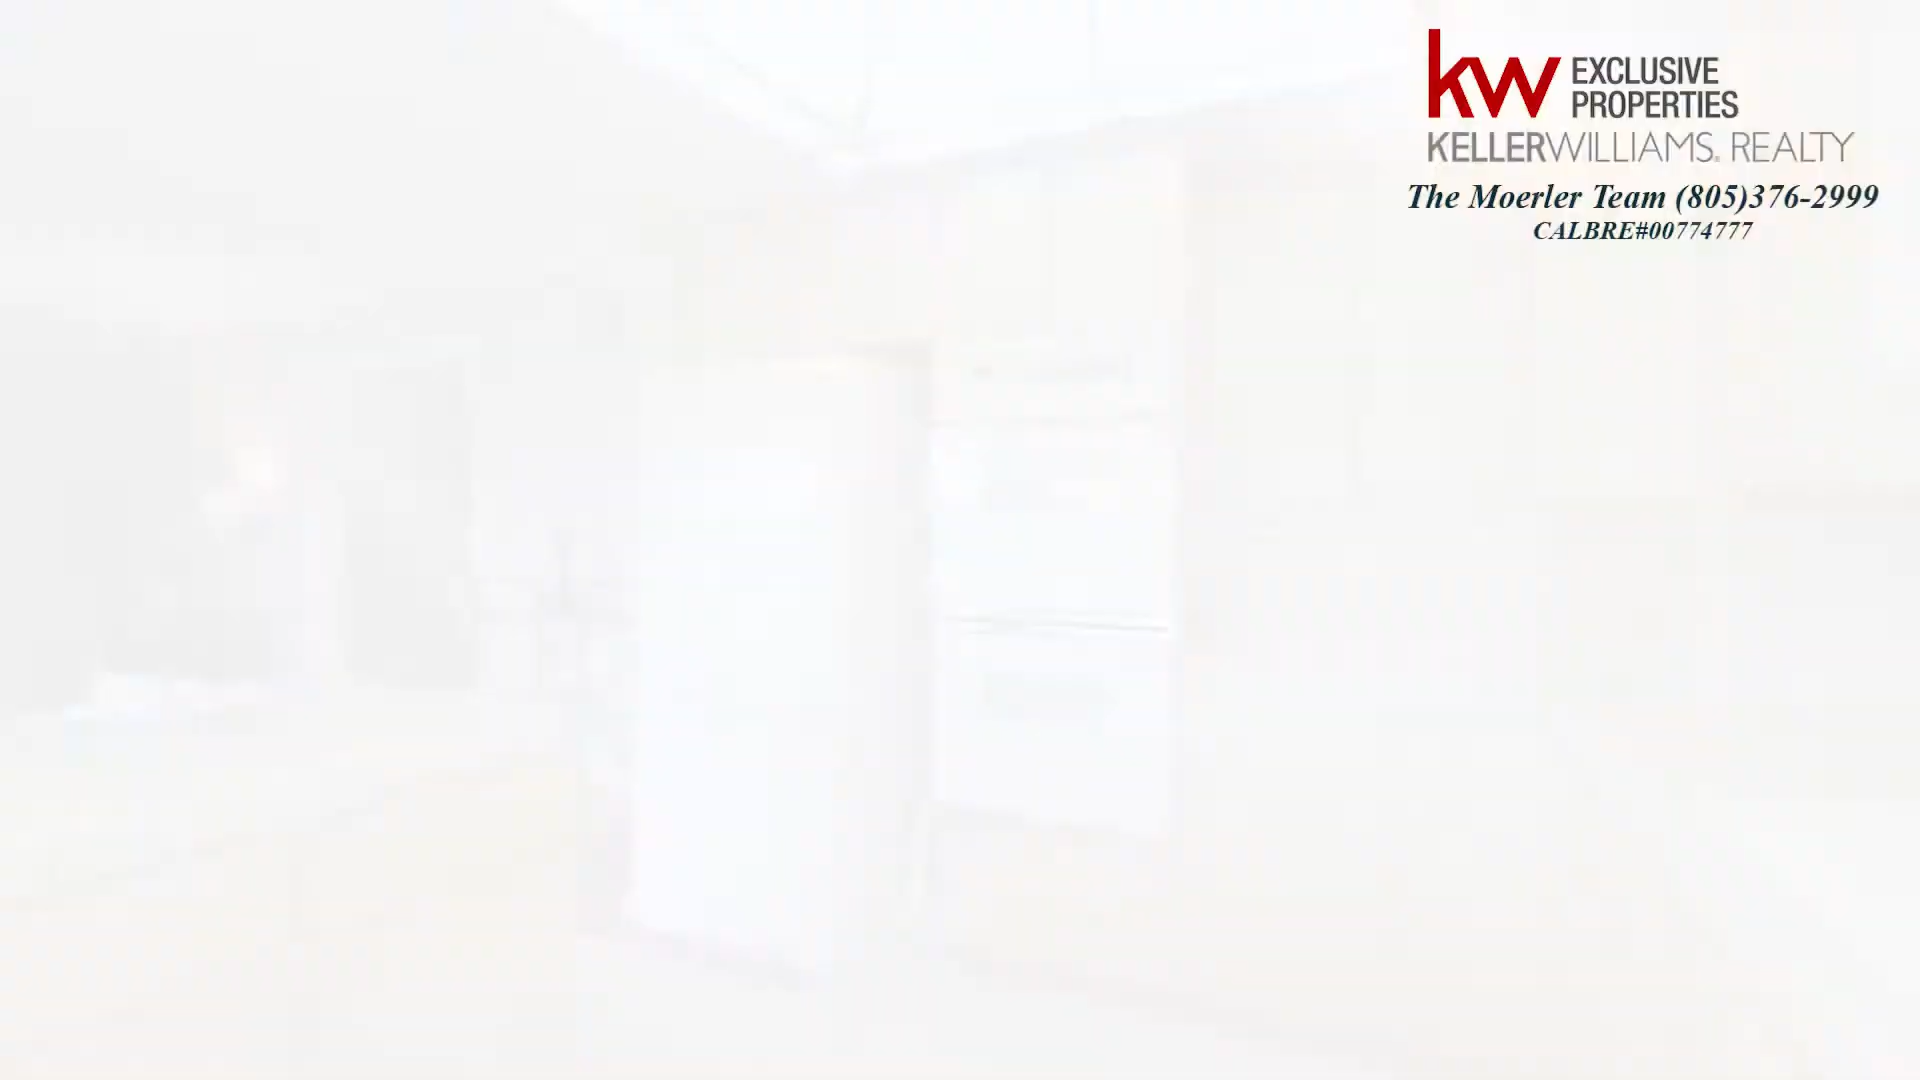 kw EXCLUSIVE
PROPERTIES
KELLERWILLIAMS. REALTY
The Moerler Team (805)376-2999
CALBRE#00774777